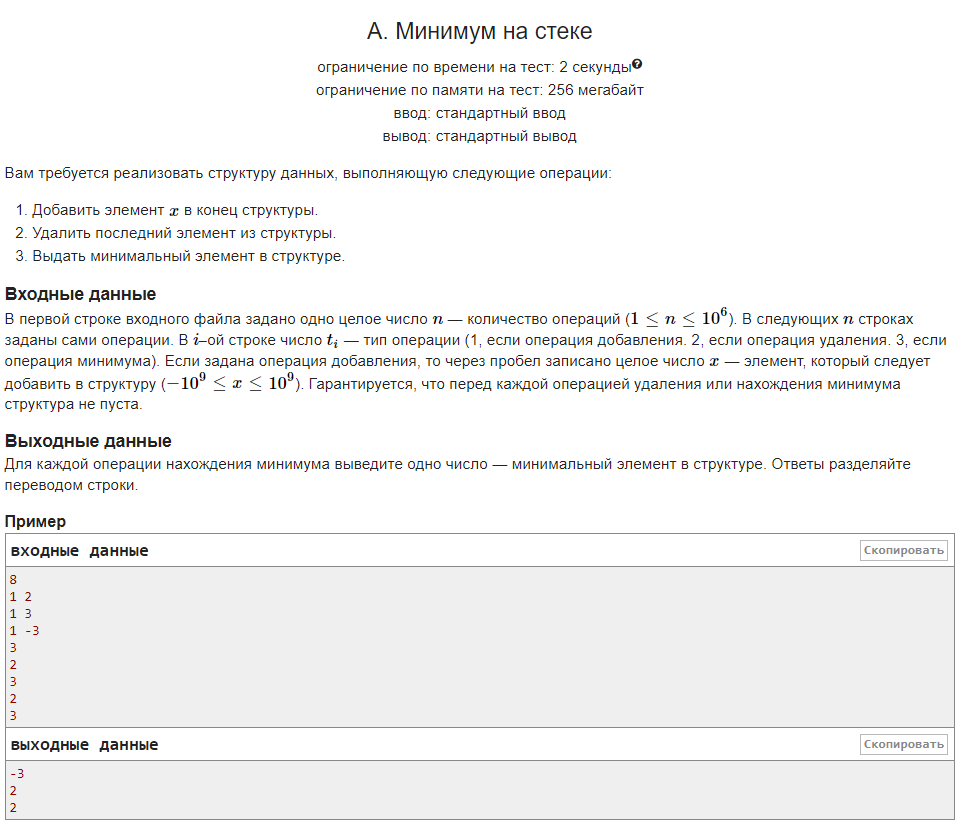 А. Минимум на стеке
ограничение по времени на тест: 2 секунды
ограничение по памяти на тест: 256 мегабайт
ввод: стандартный ввод
вывод: стандартный вывод
Вам требуется реализовать структуру данных, выполняющую следующие операции:
1. Добавить элемент x в конец структуры.
2. Удалить последний элемент из структуры.
3. Выдать минимальный элемент в структуре.
Входные данные
В первой строке входного файла задано одно целое число n — количество операций (1 ≤ n ≤ 10^6). В следующих n строках
заданы сами операции. В i–ой строке число t_i — тип операции (1, если операция добавления. 2, если операция удаления. 3, если
операция минимума). Если задана операция добавления, то через пробел записано целое число x — элемент, который следует
добавить в структуру (−10^9 ≤ x ≤ 10^9). Гарантируется, что перед каждой операцией удаления или нахождения минимума
структура не пуста.
Выходные данные
Для каждой операции нахождения минимума выведите одно число — минимальный элемент в структуре. Ответы разделяйте
переводом строки.
Пример
входные данные Скопировать
8
1 2
1 3
1 -3
3
2
3
2
3
выходные данные Скопировать
-3
2
2